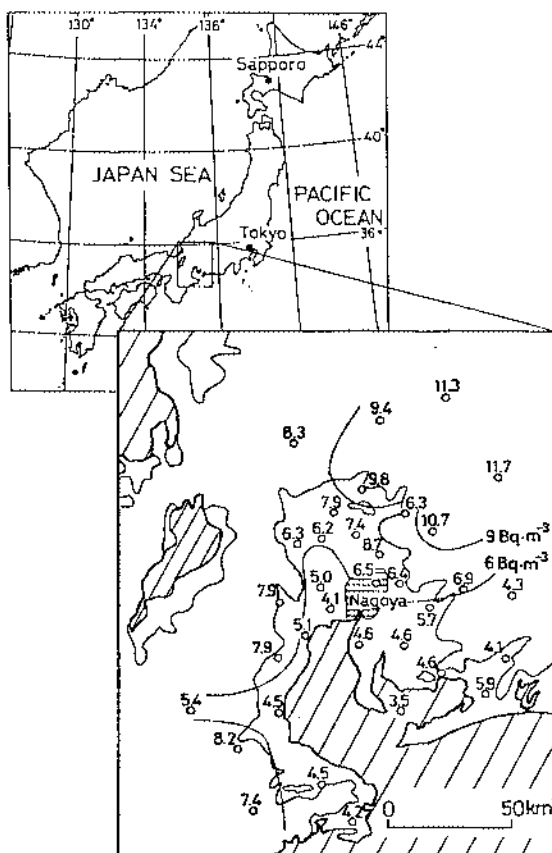 130° 134° 136° 146°
44°
Sapporo
40°
JAPAN SEA
PACIFIC
OCEAN
36°
Tokyo
11.3
9.4
8.3
11.7
9.8
7.9 6.3
7.4 10.7
6.2
6.3 8.7
9 Bq·m⁻³
6 Bq·m⁻³
6.5 6.4 6.9
5.0 4.3
7.9 4.1 Nagoya
5.7
5.1
4.6 4.6
7.9 4.6 4.1
5.9
5.4 4.5 3.5
8.2
4.5
7.4 4.2
0 50km